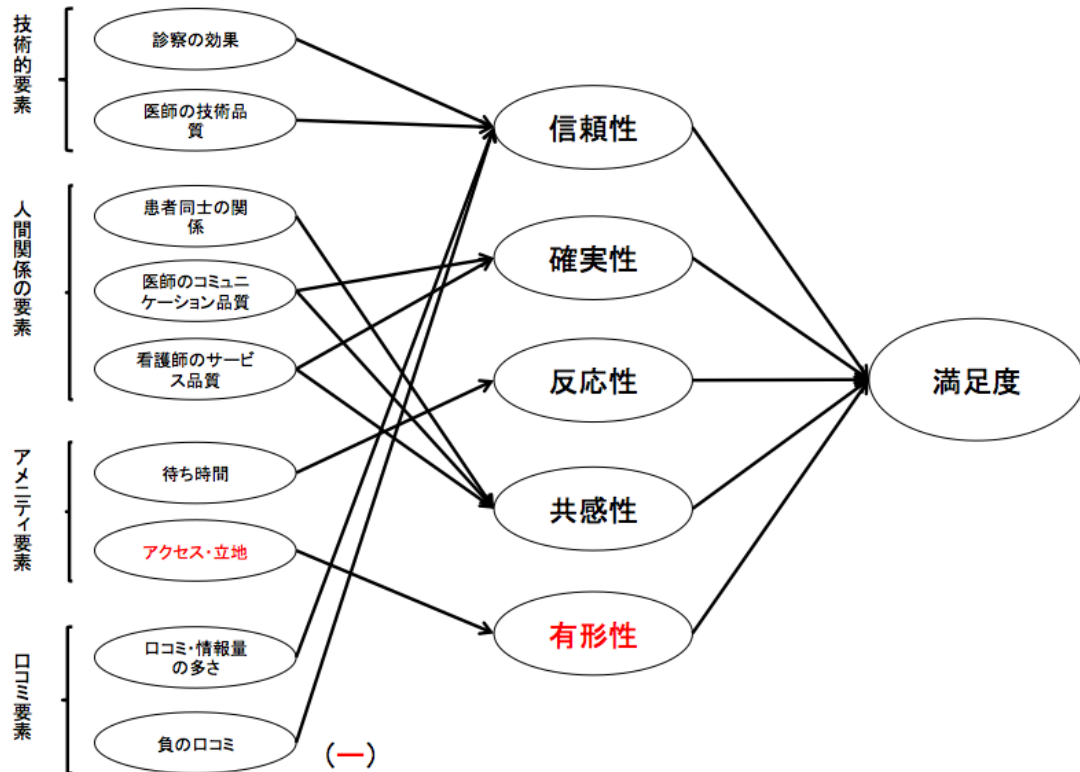 技術的要素
診察の効果
医師の技術品
質
人間関係の要素
患者同士の関
係
医師のコミュニ
ケーション品質
看護師のサービ
ス品質
アメニティ要素
待ち時間
アクセス・立地
口コミ要素
口コミ・情報量
の多さ
負の口コミ
(ー)
信頼性
確実性
反応性
共感性
有形性
満足度